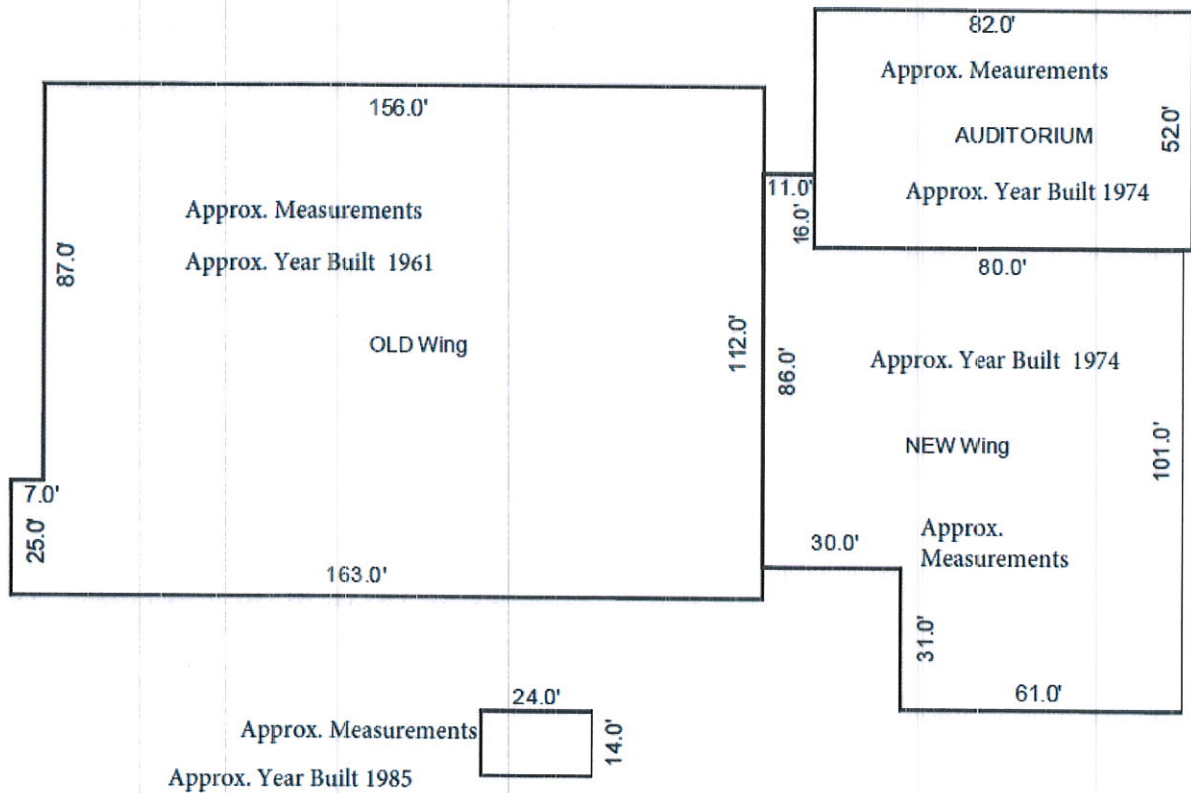 82.0'
Approx. Meaurements
AUDITORIUM
52.0'
Approx. Year Built 1974
156.0'
11.0'
16.0'
Approx. Measurements
Approx. Year Built 1961
87.0'
OLD Wing
112.0'
86.0'
80.0'
Approx. Year Built 1974
NEW Wing
101.0'
Approx.
Measurements
7.0'
25.0'
163.0'
30.0'
31.0'
61.0'
24.0'
Approx. Measurements
14.0'
Approx. Year Built 1985